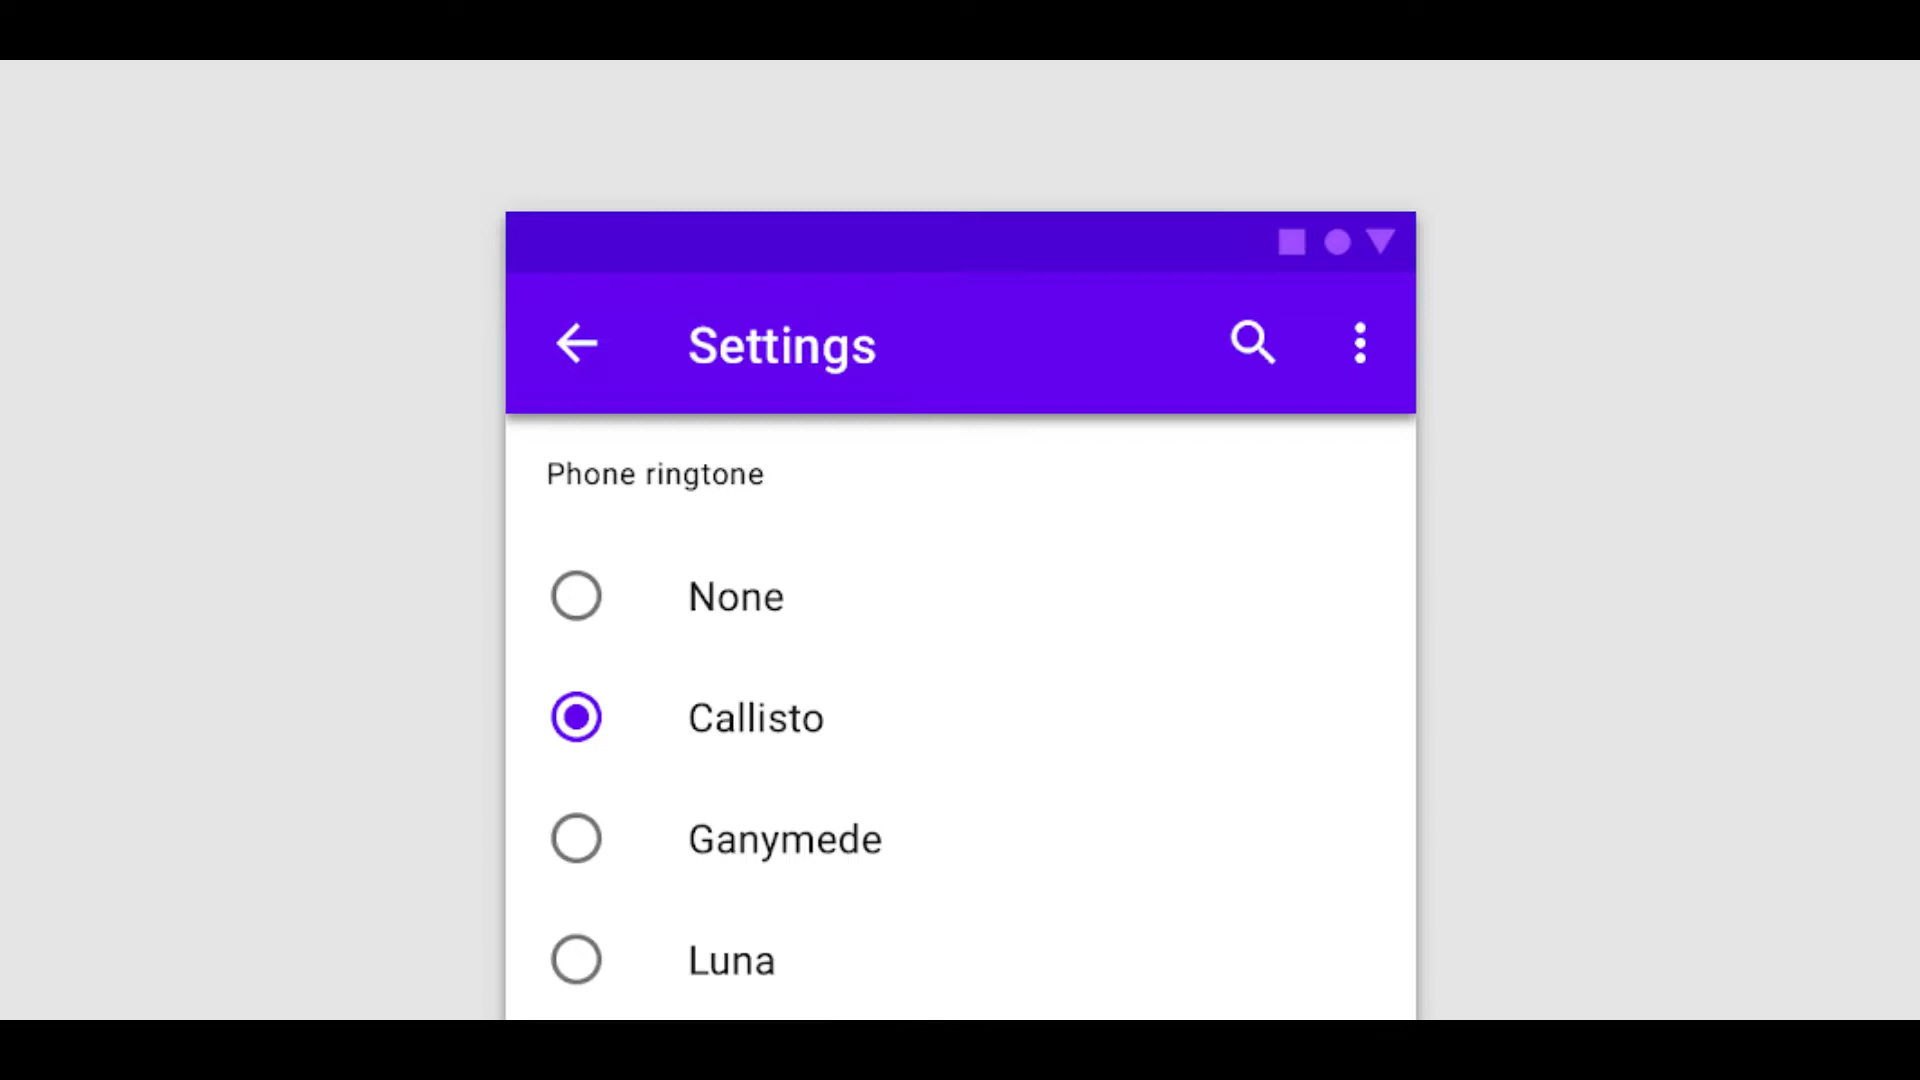 Settings
Phone ringtone
None
Callisto
Ganymede
Luna